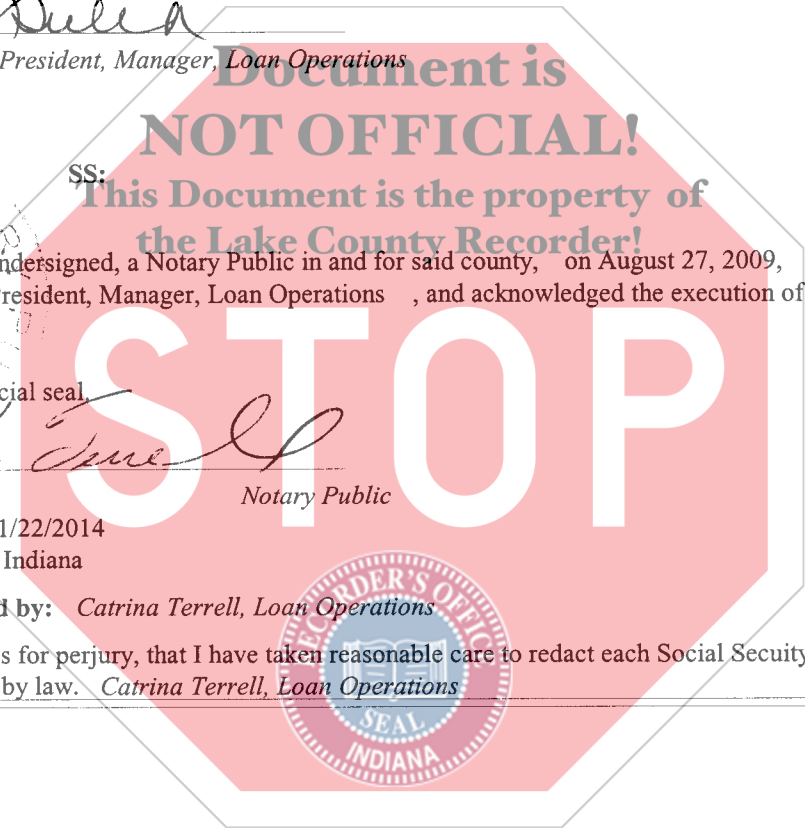 President, Manager, Loan Operations
Document is
NOT OFFICIAL!
SS:
This Document is the property of
the Lake County Recorder!
ndersigned, a Notary Public in and for said county, on August 27, 2009,
resident, Manager, Loan Operations , and acknowledged the execution of
STOP
cial seal,
Notary Public
1/22/2014
Indiana
d by: Catrina Terrell, Loan Operations
s for perjury, that I have taken reasonable care to redact each Social Secuity
by law. Catrina Terrell, Loan Operations
RECORDER'S OFFICE
SEAL
INDIANA